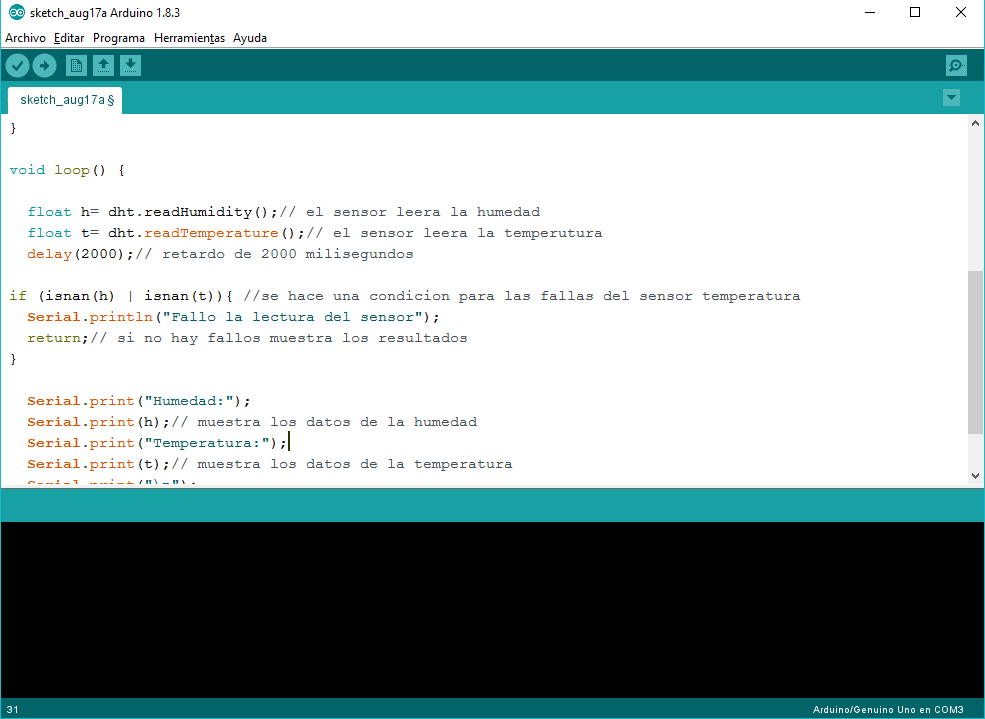 sketch_aug17a Arduino 1.8.3
Archivo Editar Programa Herramientas Ayuda
sketch_aug17a §
}
void loop() {
float h= dht.readHumidity();// el sensor leera la humedad
float t= dht.readTemperature();// el sensor leera la temperutura
delay(2000);// retardo de 2000 milisegundos
if (isnan(h) | isnan(t)){ //se hace una condicion para las fallas del sensor temperatura
Serial.println("Fallo la lectura del sensor");
return;// si no hay fallos muestra los resultados
}
Serial.print("Humedad:");
Serial.print(h);// muestra los datos de la humedad
Serial.print("Temperatura:");
Serial.print(t);// muestra los datos de la temperatura
Serial.print("\n");
31
Arduino/Genuino Uno en COM3